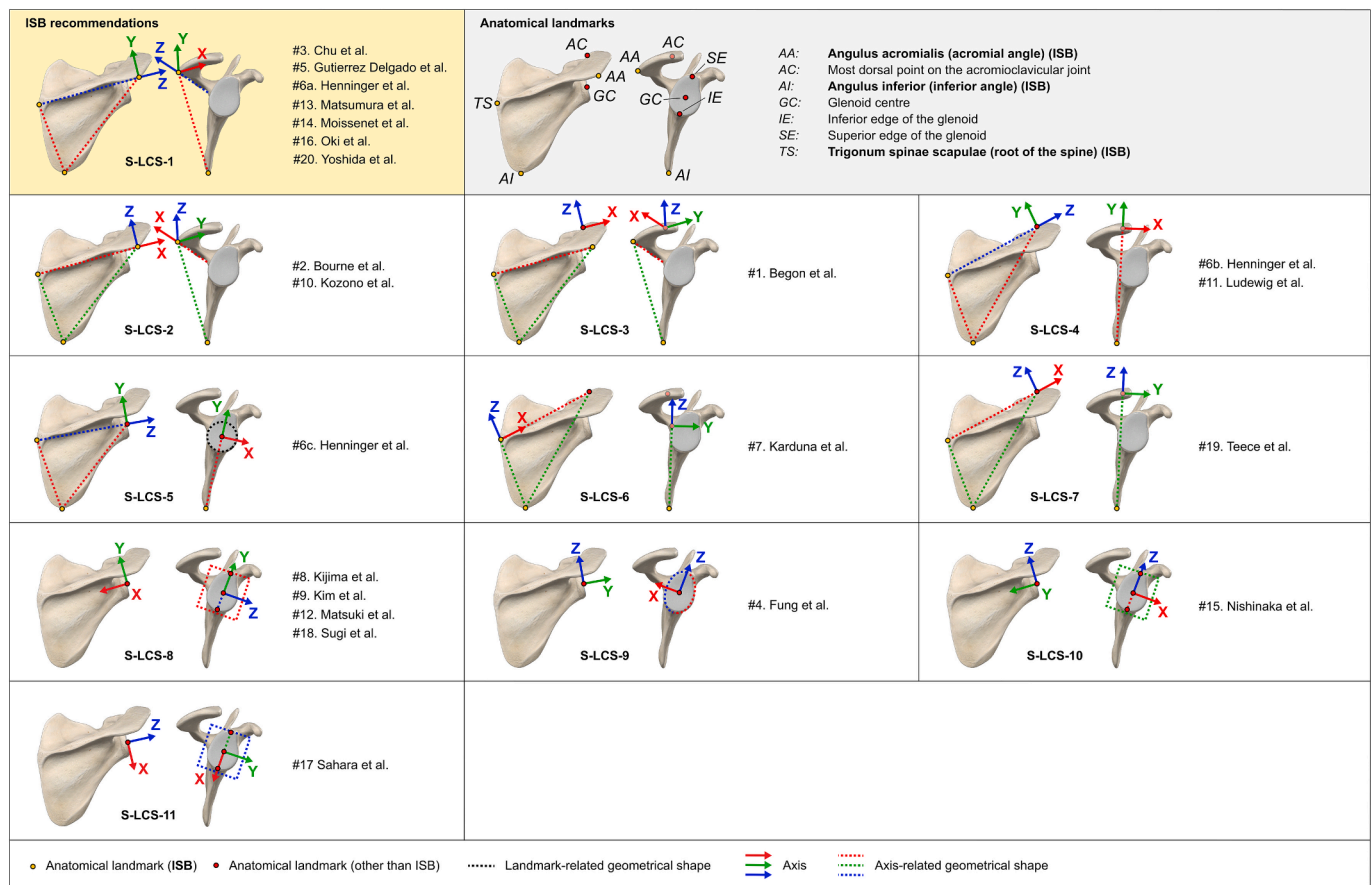 ISB recommendations
Y
Z
Z
Y
X
S-LCS-1
#3. Chu et al.
#5. Gutierrez Delgado et al.
#6a. Henninger et al.
#13. Matsumura et al.
#14. Moissenet et al.
#16. Oki et al.
#20. Yoshida et al.
Anatomical landmarks
AC
AA
GC
TS
AI
AC
AA
SE
GC
IE
AI
AA: Angulus acromialis (acromial angle) (ISB)
AC: Most dorsal point on the acromioclavicular joint
AI: Angulus inferior (inferior angle) (ISB)
GC: Glenoid centre
IE: Inferior edge of the glenoid
SE: Superior edge of the glenoid
TS: Trigonum spinae scapulae (root of the spine) (ISB)
Z
X
X
Z
Y
S-LCS-2
#2. Bourne et al.
#10. Kozono et al.
Z
X
X
Z
Y
S-LCS-3
#1. Begon et al.
Y
Z
Y
X
S-LCS-4
#6b. Henninger et al.
#11. Ludewig et al.
Y
Z
Y
X
S-LCS-5
#6c. Henninger et al.
Z
X
Z
Y
S-LCS-6
#7. Karduna et al.
Z
X
Z
Y
S-LCS-7
#19. Teece et al.
Y
X
Y
Z
S-LCS-8
#8. Kijima et al.
#9. Kim et al.
#12. Matsuki et al.
#18. Sugi et al.
Z
Y
Z
X
S-LCS-9
#4. Fung et al.
Z
Y
Z
X
S-LCS-10
#15. Nishinaka et al.
Z
X
X
Y
S-LCS-11
#17 Sahara et al.
Anatomical landmark (ISB)
Anatomical landmark (other than ISB)
Landmark-related geometrical shape
Axis
Axis-related geometrical shape